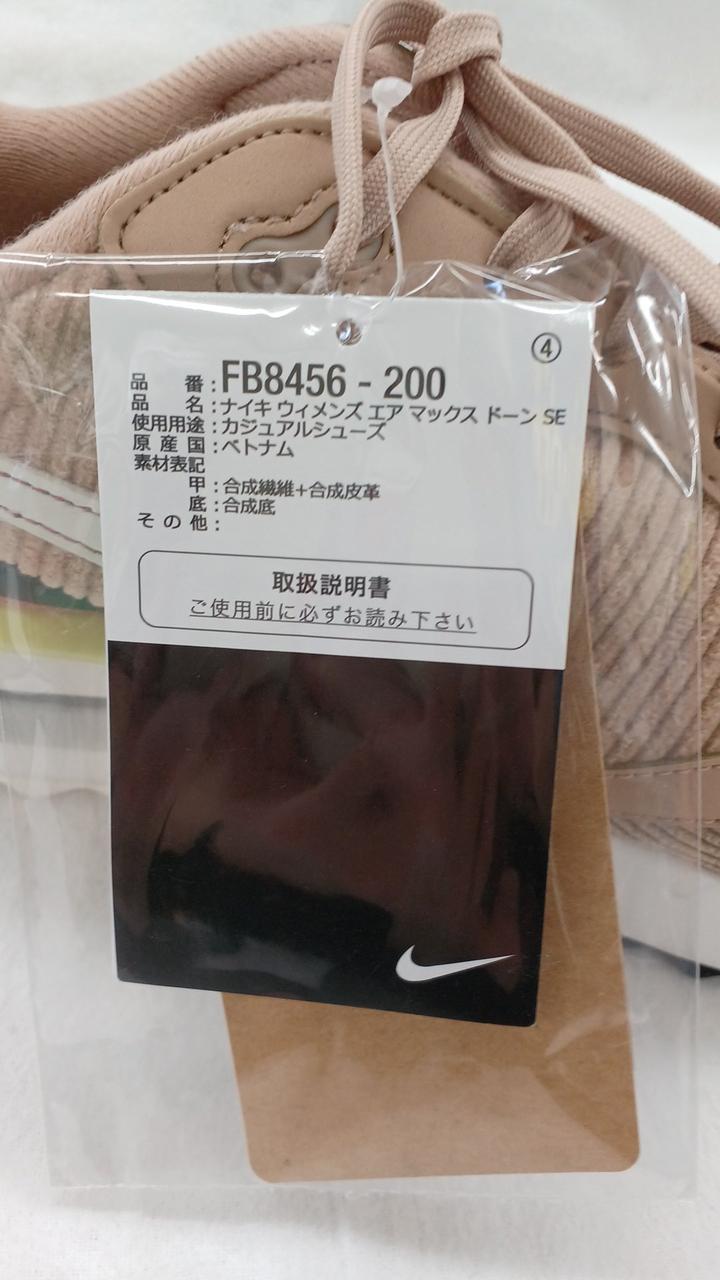 ④
品 番:FB8456 - 200
品 名:ナイキ ウィメンズ エア マックス ドーン SE
使用用途:カジュアルシューズ
原産国:ベトナム
素材表記
甲:合成繊維+合成皮革
底:合成底
その他:
取扱説明書
ご使用前に必ずお読み下さい